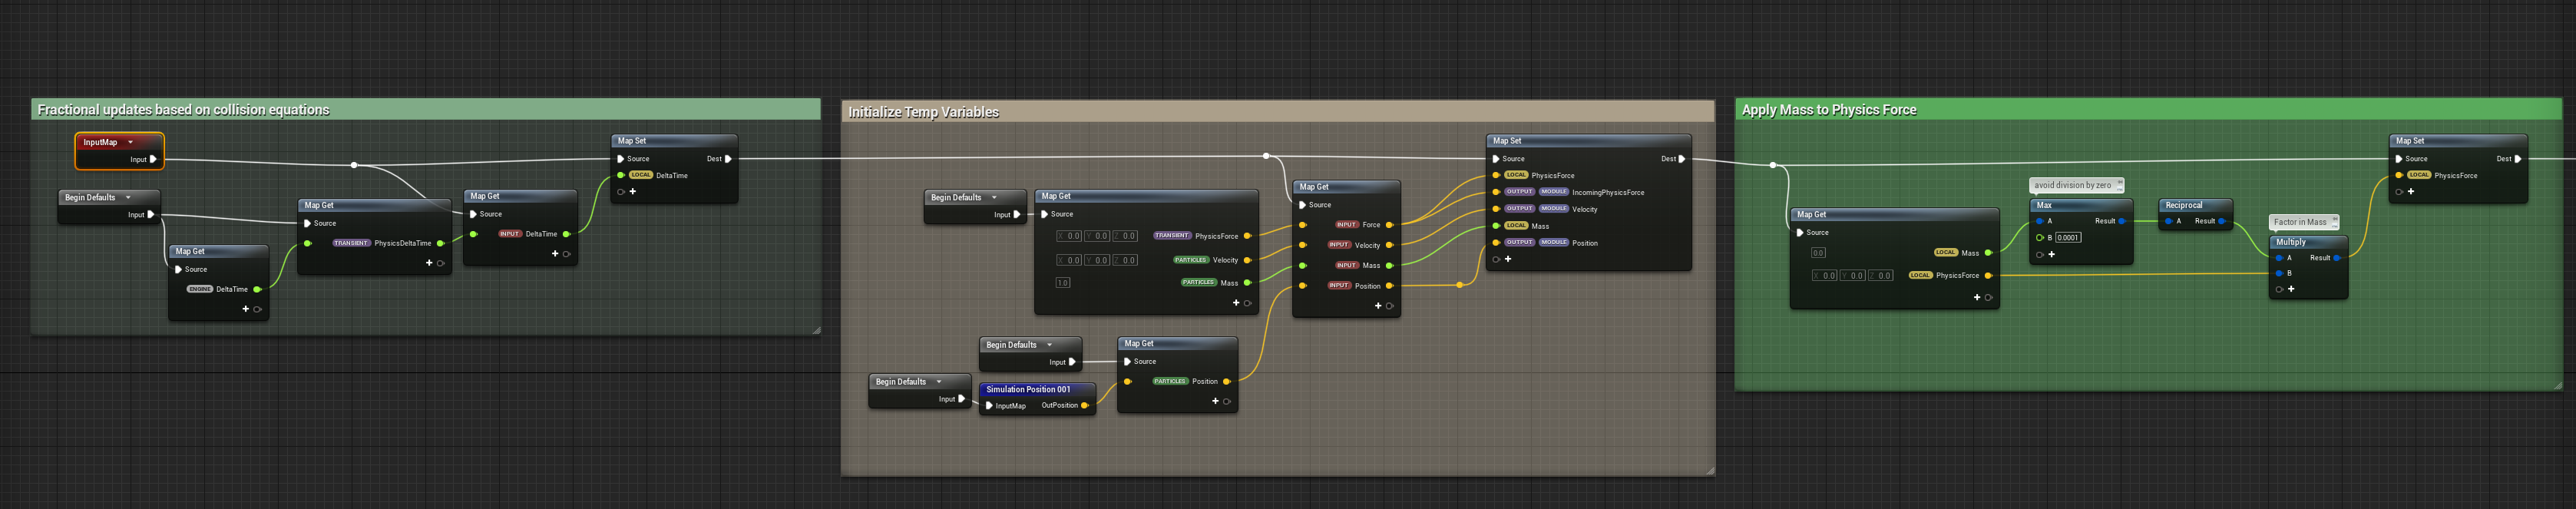 Fractional updates based on collision equations
InputMap
Input
Begin Defaults
Input
Map Get
Source
ENGINE DeltaTime
Map Get
Source
TRANSIENT PhysicsDeltaTime
Map Get
Source
INPUT DeltaTime
Map Set
Source Dest
LOCAL DeltaTime
Initialize Temp Variables
Begin Defaults
Input
Map Get
Source
X 0.0 Y 0.0 Z 0.0 TRANSIENT PhysicsForce
X 0.0 Y 0.0 Z 0.0 PARTICLES Velocity
1.0 PARTICLES Mass
Begin Defaults
Input
Begin Defaults
Input
Simulation Position 001
InputMap OutPosition
Map Get
Source
PARTICLES Position
Map Get
Source
INPUT Force
INPUT Velocity
INPUT Mass
INPUT Position
Map Set
Source Dest
LOCAL PhysicsForce
OUTPUT MODULE IncomingPhysicsForce
OUTPUT MODULE Velocity
LOCAL Mass
OUTPUT MODULE Position
Apply Mass to Physics Force
Map Get
Source
0.0 LOCAL Mass
X 0.0 Y 0.0 Z 0.0 LOCAL PhysicsForce
avoid division by zero
Max
A Result
B 0.0001
Reciprocal
A Result
Factor in Mass
Multiply
A Result
B
Map Set
Source Dest
LOCAL PhysicsForce